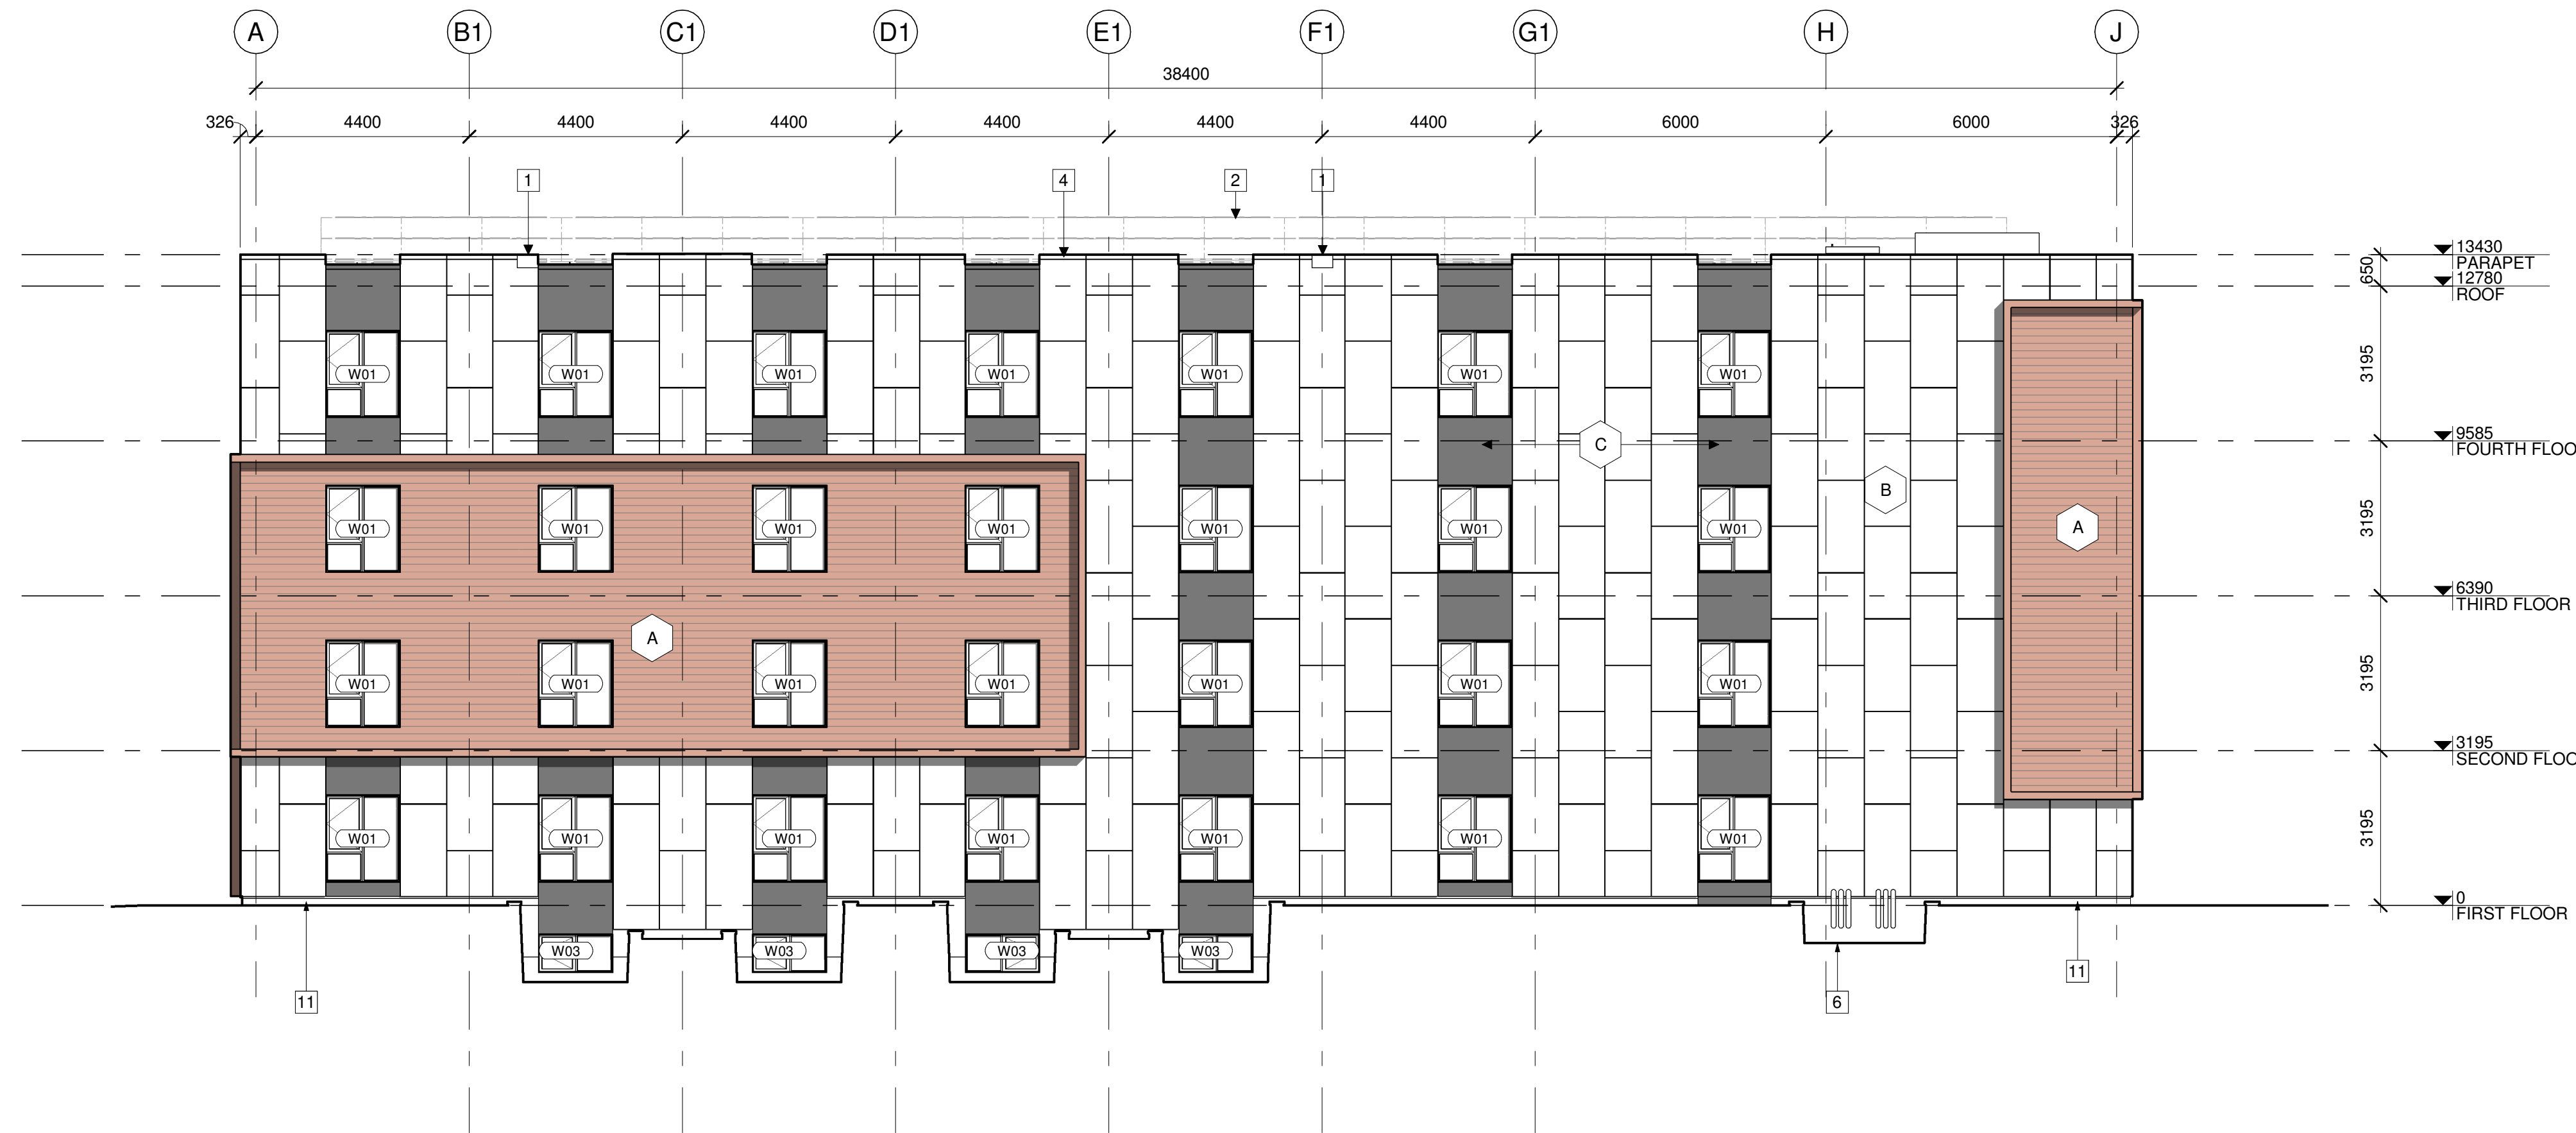 A B1 C1 D1 E1 F1 G1 H J
38400
326 4400 4400 4400 4400 4400 4400 6000 6000 326
1 4 2 1
13430
PARAPET
650
12780
ROOF
W01 W01 W01 W01 W01 W01 W01
3195
9585
FOURTH FLOO
C
B
W01 W01 W01 W01 W01 W01 W01
A
3195
6390
THIRD FLOOR
A
W01 W01 W01 W01 W01 W01 W01
3195
3195
SECOND FLOO
W01 W01 W01 W01 W01 W01 W01
3195
0
FIRST FLOOR
W03 W03 W03 W03
11
11 6